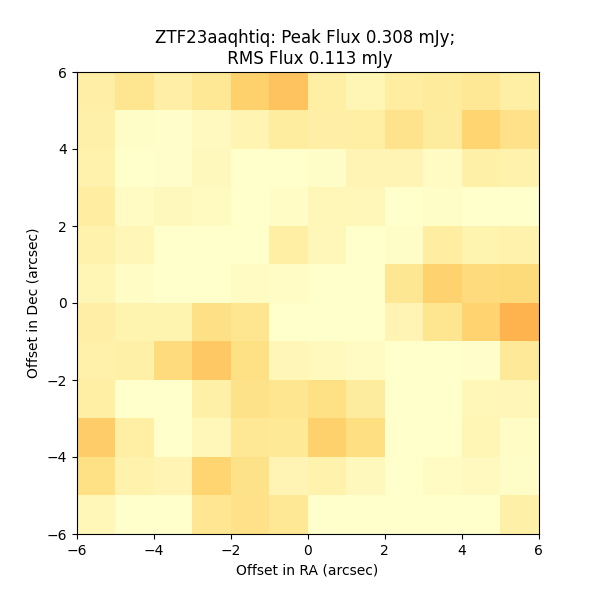 ZTF23aaqhtiq: Peak Flux 0.308 mJy;
RMS Flux 0.113 mJy
6
4
2
0
−2
−4
−6
Offset in Dec (arcsec)
−6 −4 −2 0 2 4 6
Offset in RA (arcsec)